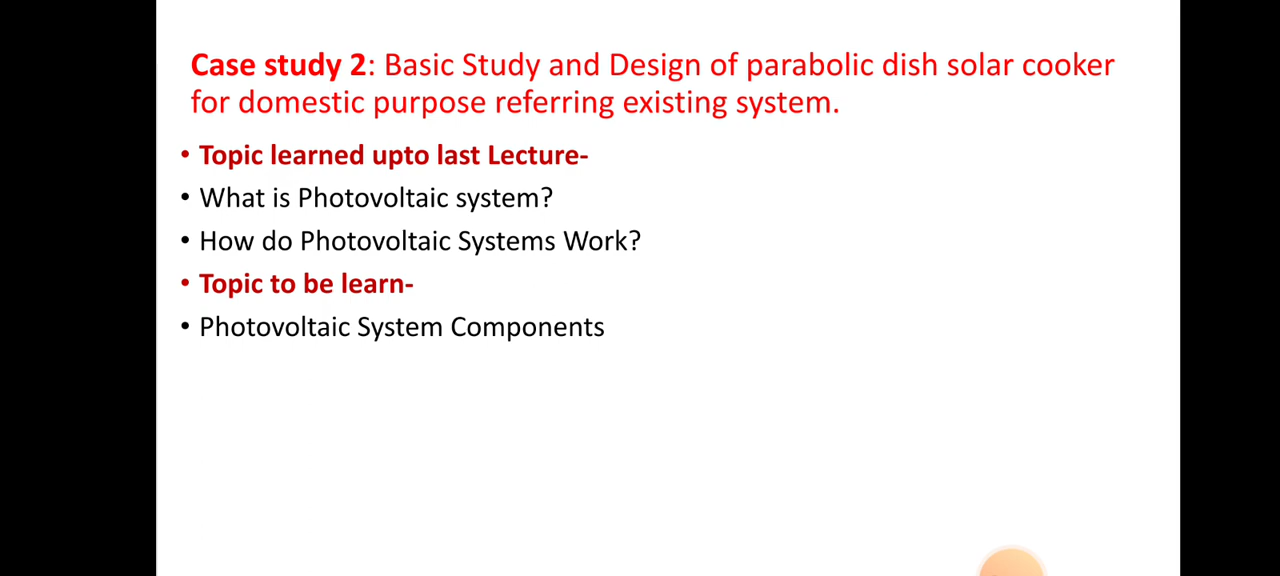 Case study 2: Basic Study and Design of parabolic dish solar cooker
for domestic purpose referring existing system.
• Topic learned upto last Lecture-
• What is Photovoltaic system?
• How do Photovoltaic Systems Work?
• Topic to be learn-
• Photovoltaic System Components